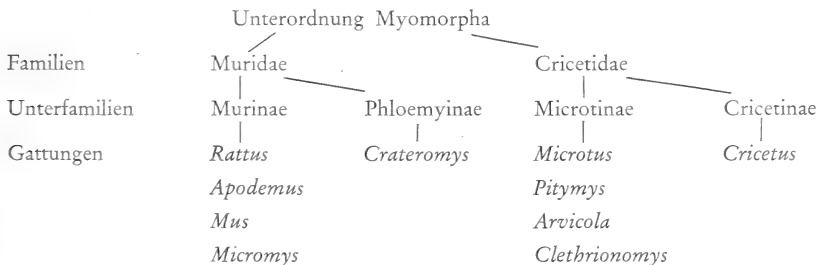 Unterordnung Myomorpha
Familien Muridae Cricetidae
Unterfamilien Murinae Phloemyinae Microtinae Cricetinae
Gattungen Rattus Crateromys Microtus Cricetus
Apodemus Pitymys
Mus Arvicola
Micromys Clethrionomys